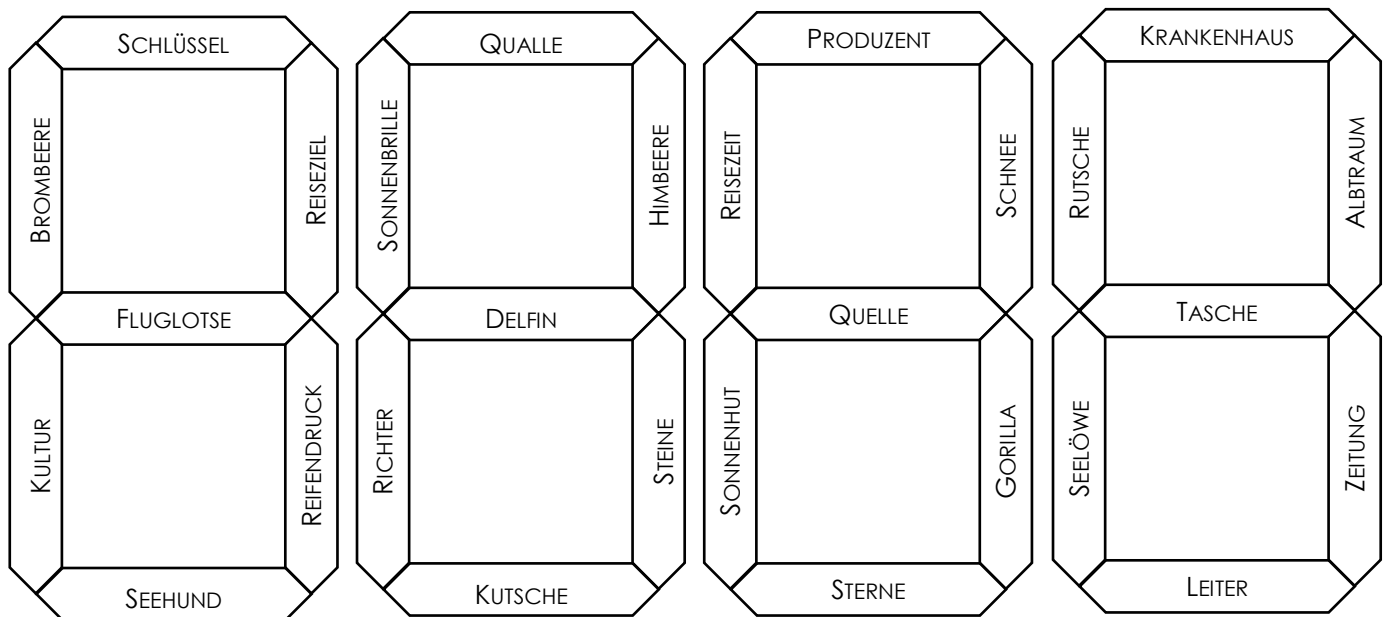 SCHLÜSSEL
BROMBEERE
REISEZIEL
FLUGLOTSE
KULTUR
REIFENDRUCK
SEEHUND
QUALLE
SONNENBRILLE
HIMBEERE
DELFIN
RICHTER
STEINE
KUTSCHE
PRODUZENT
REISEZEIT
SCHNEE
QUELLE
SONNENHUT
GORILLA
STERNE
KRANKENHAUS
RUTSCHE
ALBTRAUM
TASCHE
SEELÖWE
ZEITUNG
LEITER